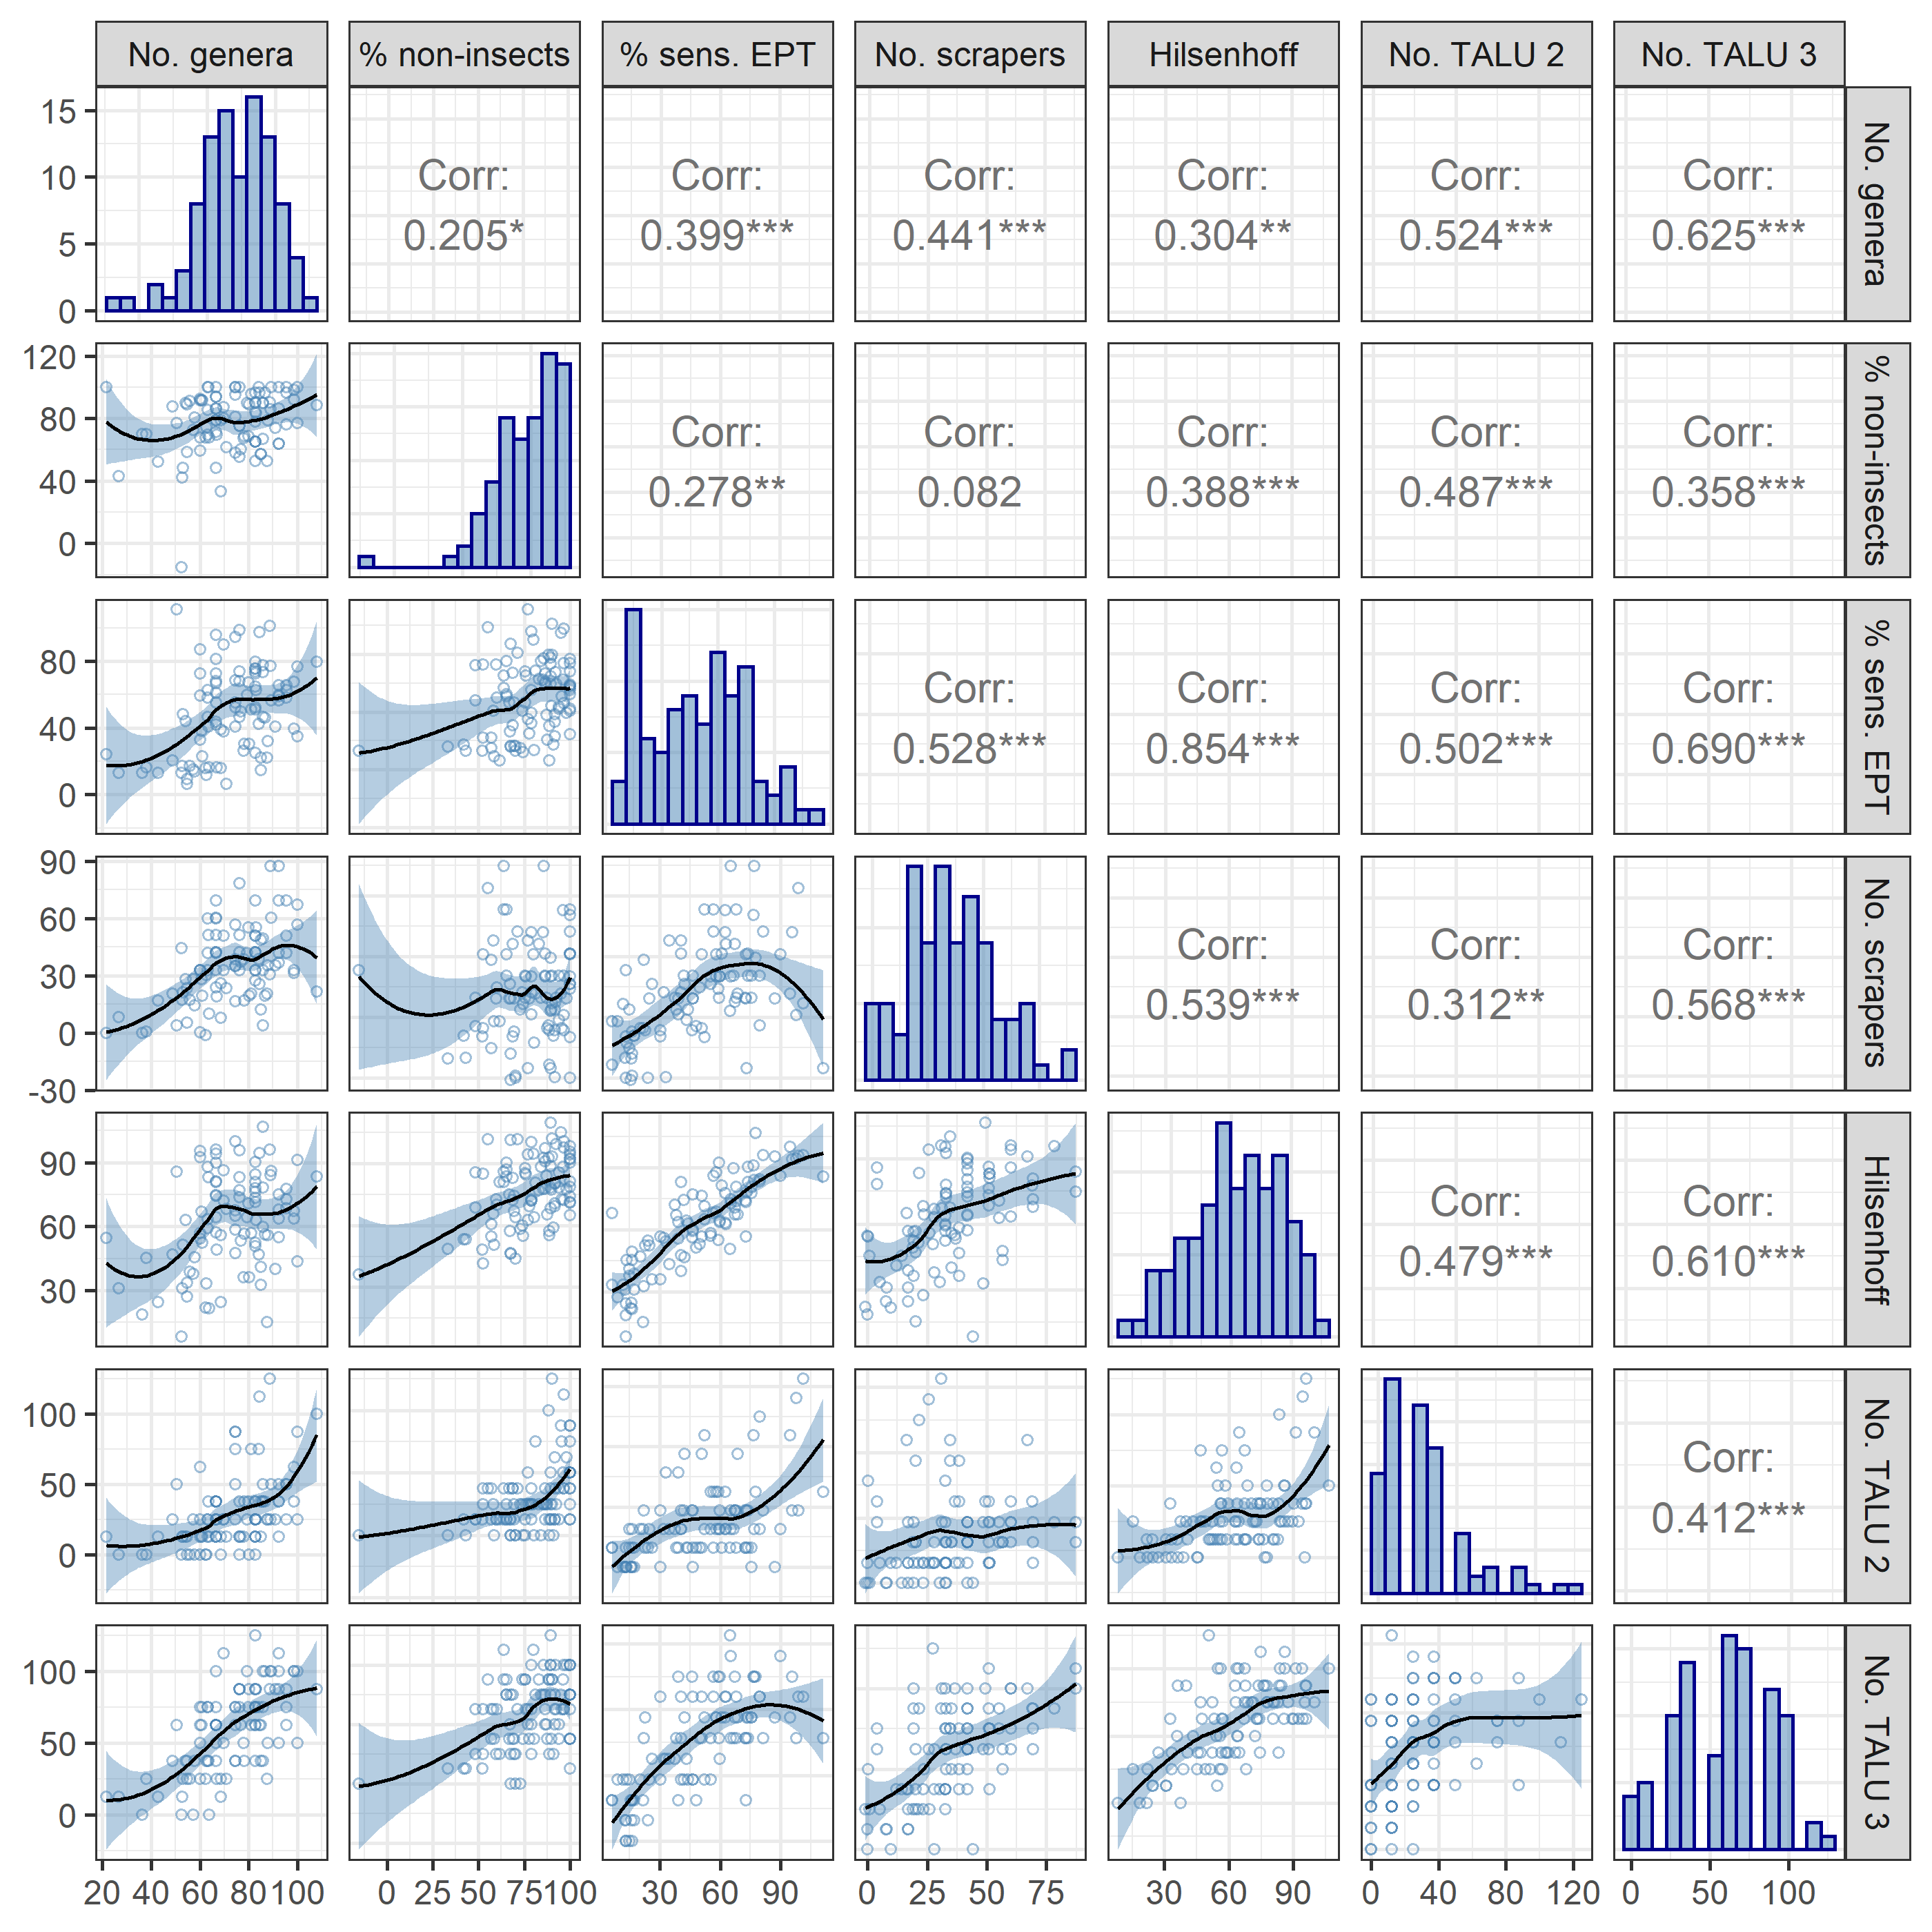 No. genera
% non-insects
% sens. EPT
No. scrapers
Hilsenhoff
No. TALU 2
No. TALU 3
15
10
5
0
Corr:
0.205*
Corr:
0.399***
Corr:
0.441***
Corr:
0.304**
Corr:
0.524***
Corr:
0.625***
No. genera
120
80
40
0
Corr:
0.278**
Corr:
0.082
Corr:
0.388***
Corr:
0.487***
Corr:
0.358***
% non-insects
80
40
0
Corr:
0.528***
Corr:
0.854***
Corr:
0.502***
Corr:
0.690***
% sens. EPT
90
60
30
0
-30
Corr:
0.539***
Corr:
0.312**
Corr:
0.568***
No. scrapers
90
60
30
Corr:
0.479***
Corr:
0.610***
Hilsenhoff
100
50
0
Corr:
0.412***
No. TALU 2
100
50
0
No. TALU 3
20 40 60 80 100
0 25 50 75 100
30 60 90
0 25 50 75
30 60 90
0 40 80 120
0 50 100